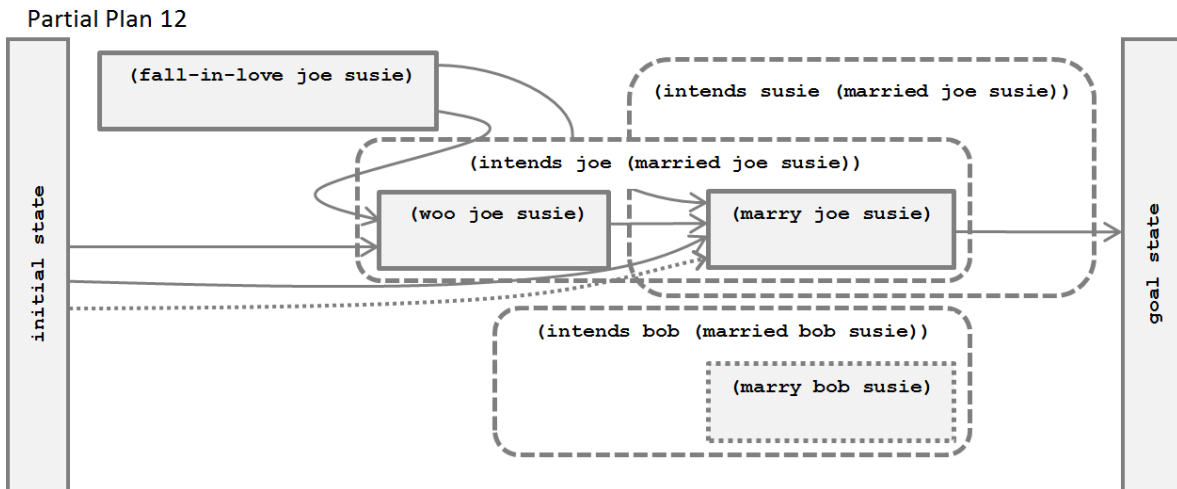 Partial Plan 12
initial state
(fall-in-love joe susie)
(intends susie (married joe susie))
(intends joe (married joe susie))
(woo joe susie)
(marry joe susie)
(intends bob (married bob susie))
(marry bob susie)
goal state